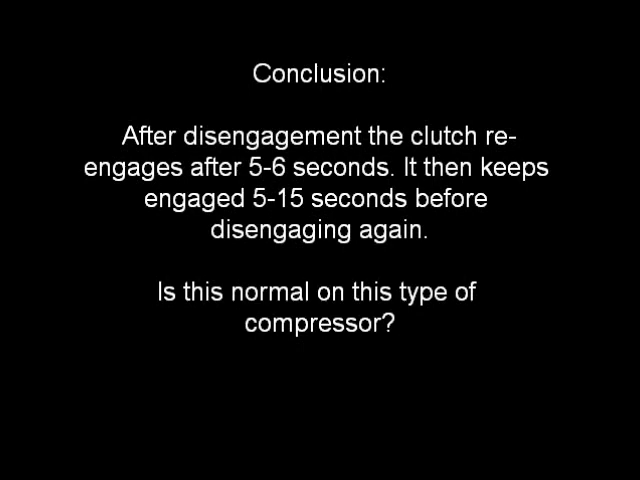 Conclusion:
After disengagement the clutch re-
engages after 5-6 seconds. It then keeps
engaged 5-15 seconds before
disengaging again.
Is this normal on this type of
compressor?